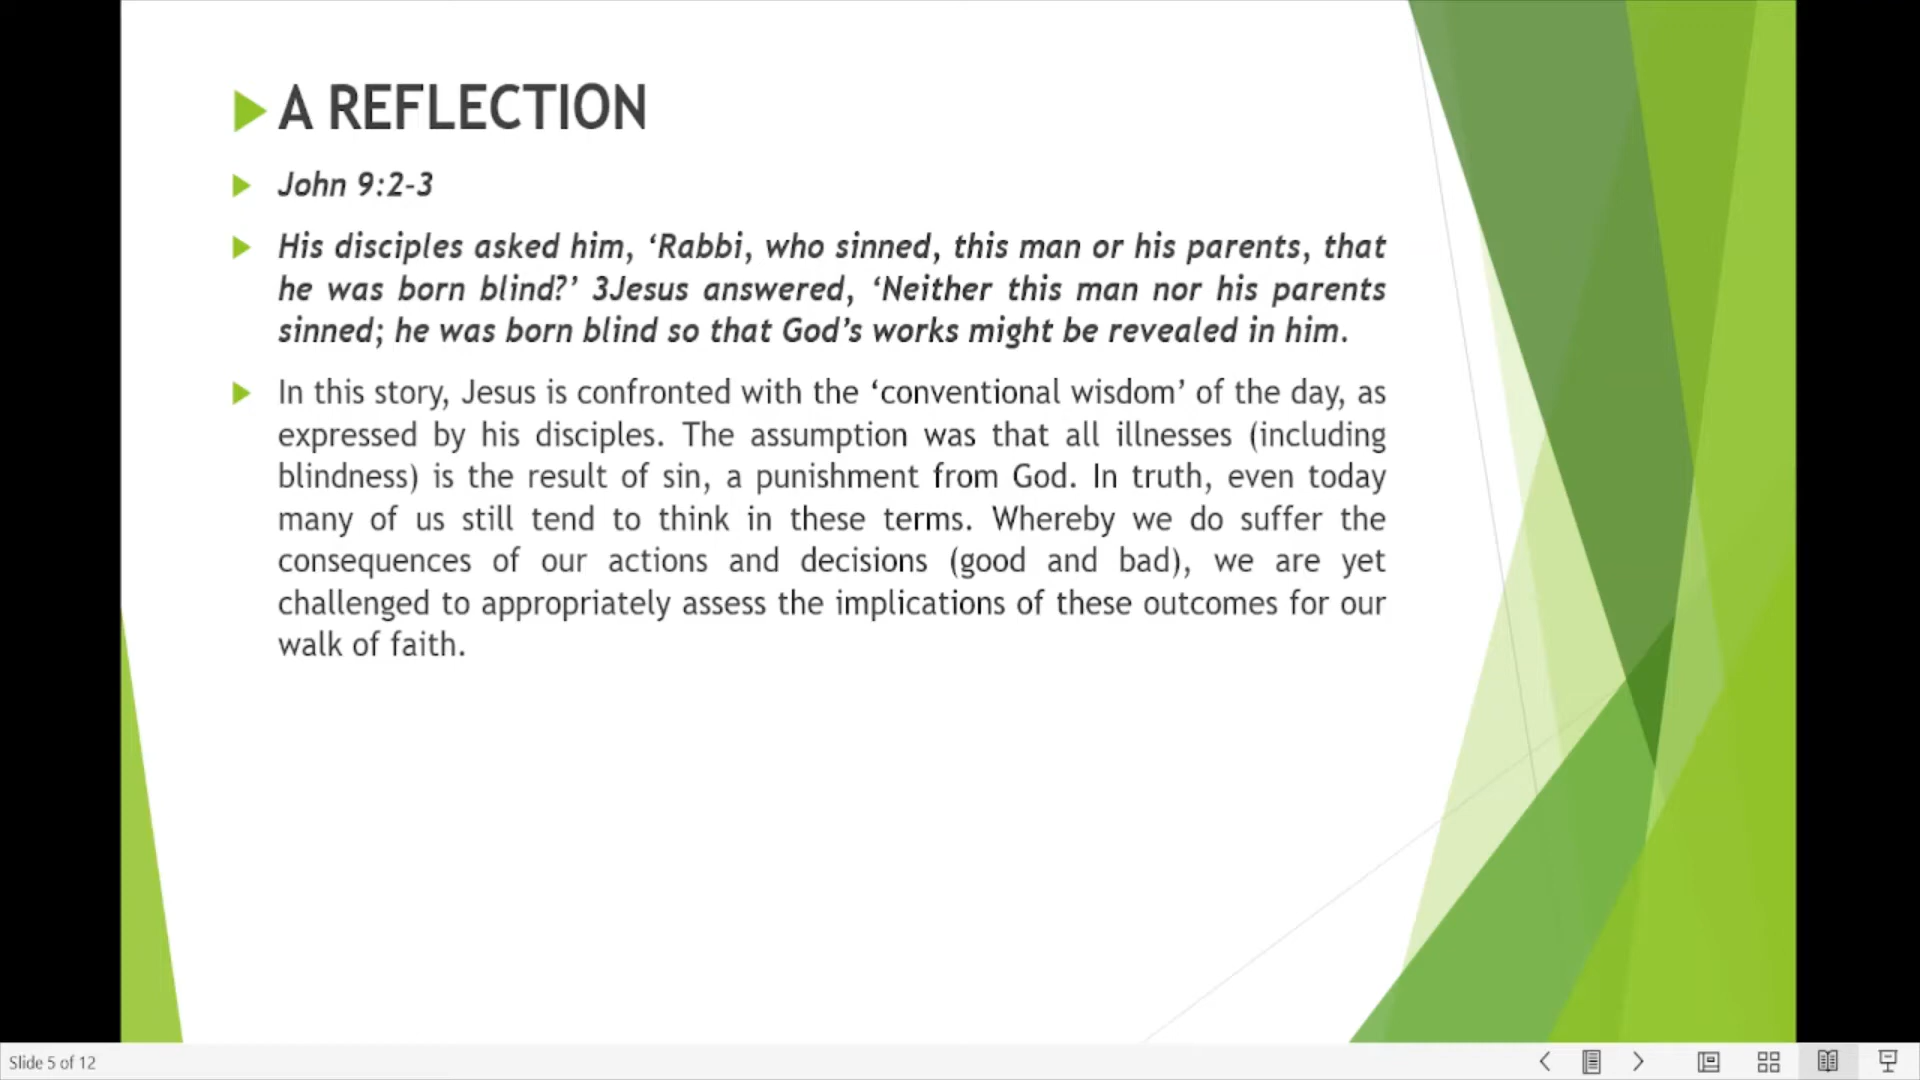 A REFLECTION
John 9:2-3
His disciples asked him, ‘Rabbi, who sinned, this man or his parents, that
he was born blind?’ 3Jesus answered, ‘Neither this man nor his parents
sinned; he was born blind so that God’s works might be revealed in him.
In this story, Jesus is confronted with the ‘conventional wisdom’ of the day, as
expressed by his disciples. The assumption was that all illnesses (including
blindness) is the result of sin, a punishment from God. In truth, even today
many of us still tend to think in these terms. Whereby we do suffer the
consequences of our actions and decisions (good and bad), we are yet
challenged to appropriately assess the implications of these outcomes for our
walk of faith.
Slide 5 of 12